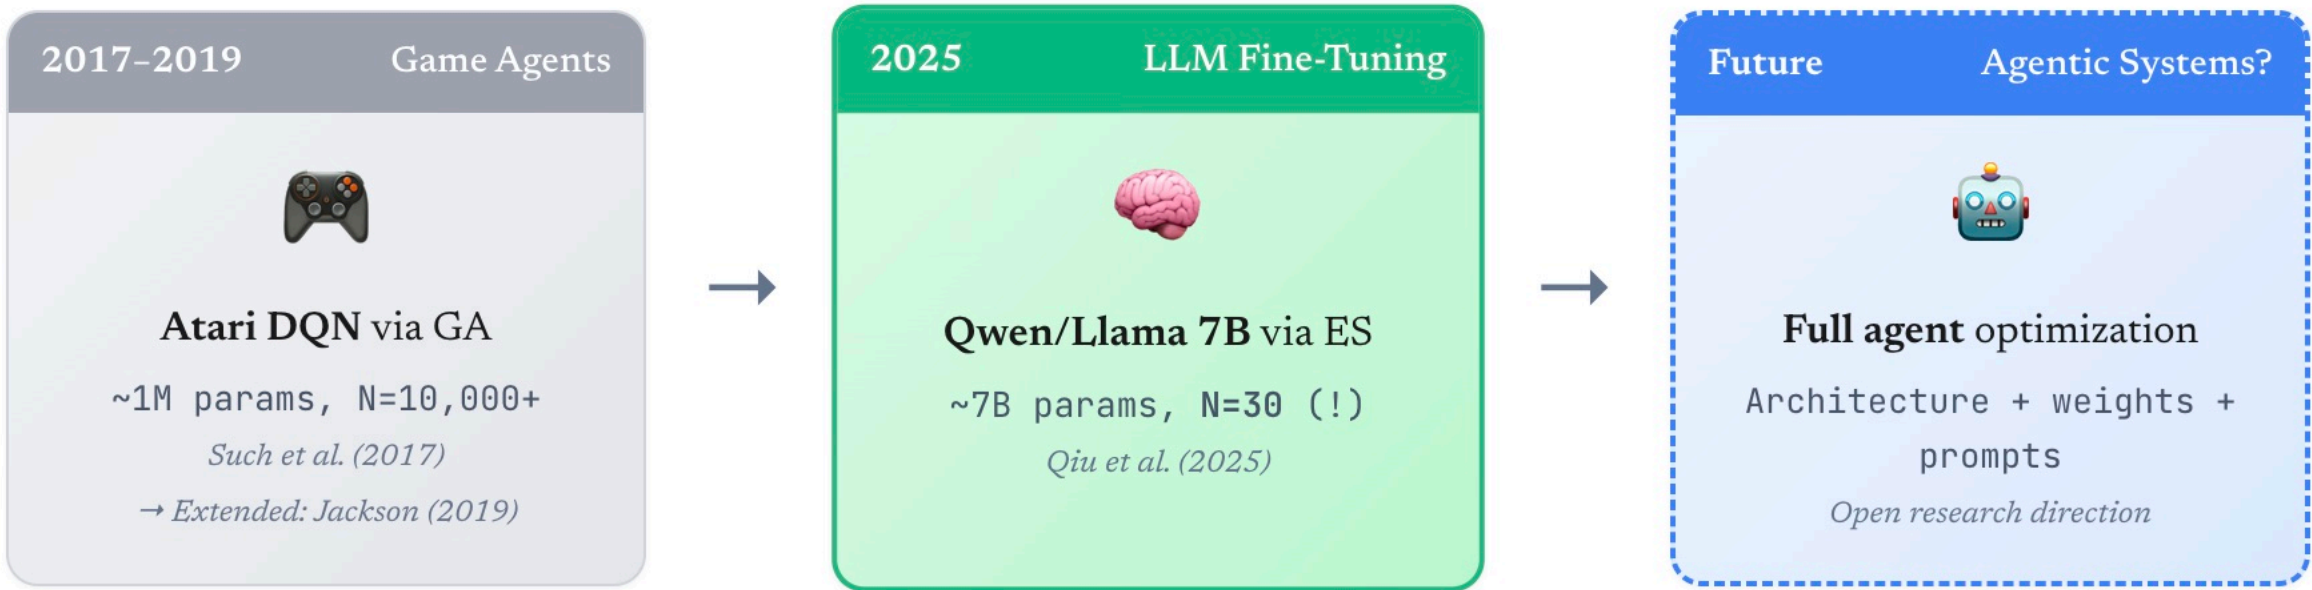 2017–2019 Game Agents
Atari DQN via GA
~1M params, N=10,000+
Such et al. (2017)
→ Extended: Jackson (2019)
2025 LLM Fine-Tuning
Qwen/Llama 7B via ES
~7B params, N=30 (!)
Qiu et al. (2025)
Future Agentic Systems?
Full agent optimization
Architecture + weights +
prompts
Open research direction